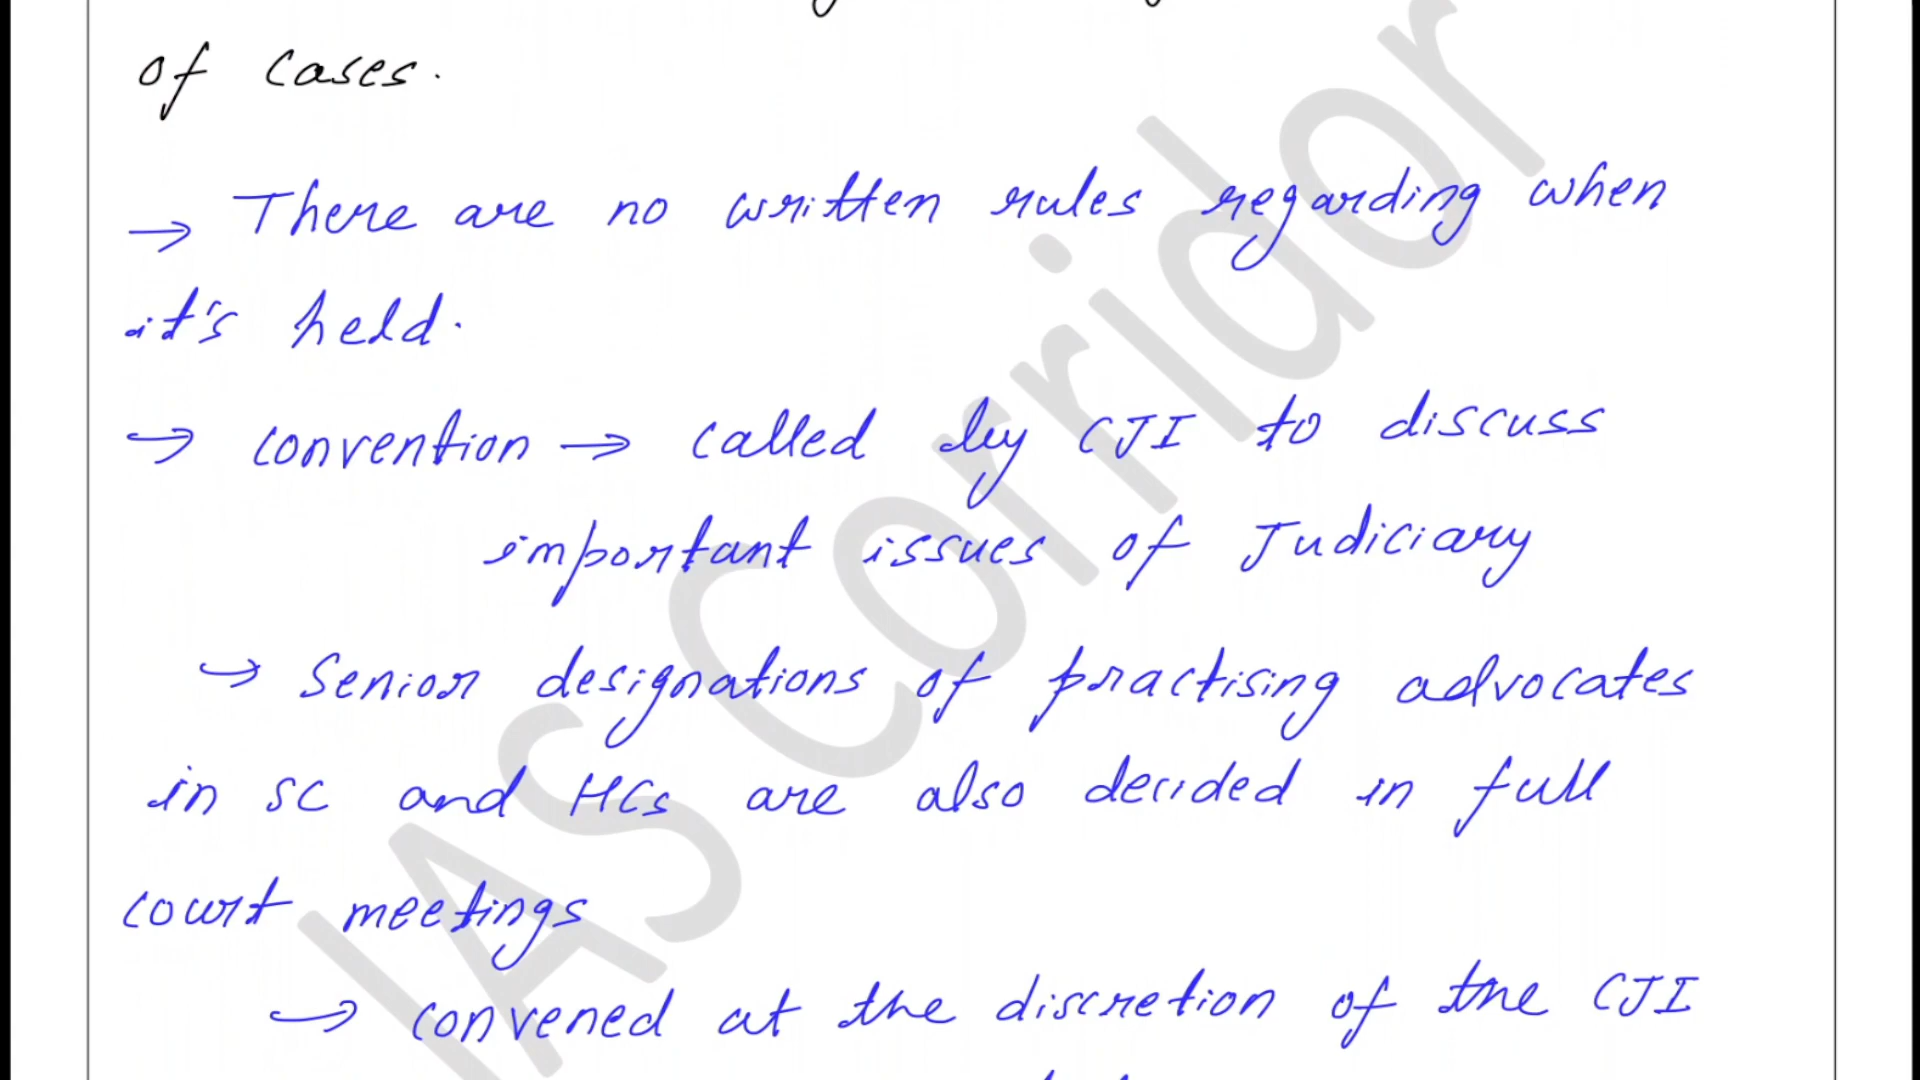 of cases.
→ There are no written rules regarding when
it's held.
→ convention → called by CJI to discuss
important issues of Judiciary
→ Senior designations of practising advocates
in SC and HCs are also decided in full
court meetings
→ convened at the discretion of the CJI
IAS Corridor